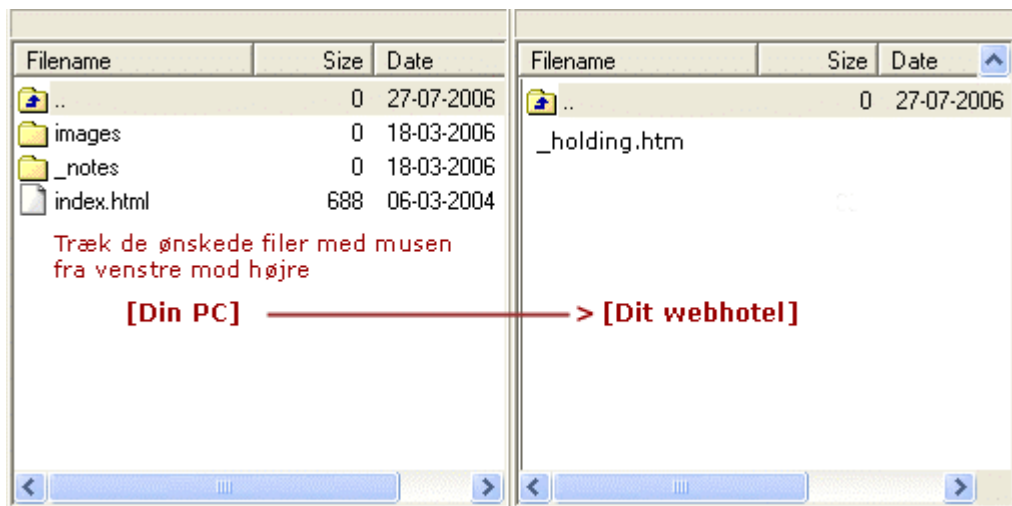 Filename Size Date
.. 0 27-07-2006
images 0 18-03-2006
_notes 0 18-03-2006
index.html 688 06-03-2004
Træk de ønskede filer med musen
fra venstre mod højre
[Din PC] > [Dit webhotel]
Filename Size Date
.. 0 27-07-2006
_holding.htm